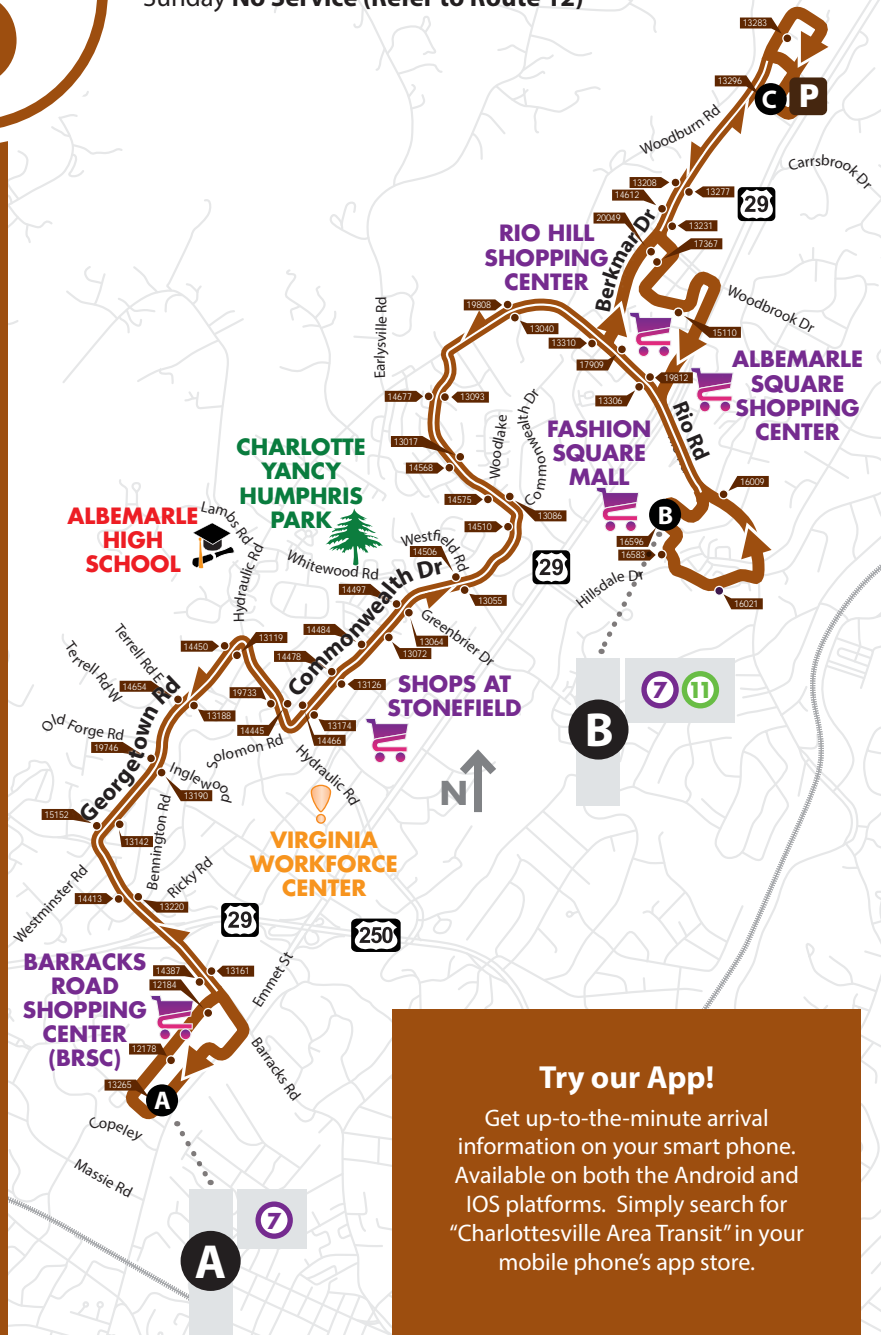 Sunday No Service (Refer to Route 12)
13283
13296
C
P
Woodburn Rd
Carrsbrook Dr
13208
14612
13277
29
20049
13231
17367
RIO HILL
SHOPPING
CENTER
Berkmar Dr
Woodbrook Dr
15110
Earlysville Rd
19808
13040
13310
17909
19812
13306
ALBEMARLE
SQUARE
SHOPPING
CENTER
Rio Rd
14677
13093
Commonwealth Dr
Woodlake
FASHION
SQUARE
MALL
13017
14568
14575
13086
14510
16009
B
16596
16583
16021
Hillsdale Dr
CHARLOTTE
YANCY
HUMPHRIS
PARK
ALBEMARLE
HIGH
SCHOOL
Lambs Rd
Hydraulic Rd
Whitewood Rd
Westfield Rd
14506
29
Commonwealth Dr
14497
13055
13064
13072
Greenbrier Dr
14484
14478
13126
13119
14450
Terrell Rd E
Terrell Rd W
14654
13188
19733
14445
13174
14466
SHOPS AT
STONEFIELD
7
11
B
Old Forge Rd
19746
Georgetown Rd
Solomon Rd
Hydraulic Rd
Inglewood
13190
N
15152
13142
Bennington Rd
Ricky Rd
VIRGINIA
WORKFORCE
CENTER
Westminster Rd
14413
13220
29
250
BARRACKS
ROAD
SHOPPING
CENTER
(BRSC)
14387
13161
12184
Emmet St
12178
Barracks Rd
13265
A
Copeley
Massie Rd
7
A
Try our App!
Get up-to-the-minute arrival
information on your smart phone.
Available on both the Android and
IOS platforms.  Simply search for
“Charlottesville Area Transit” in your
mobile phone’s app store.